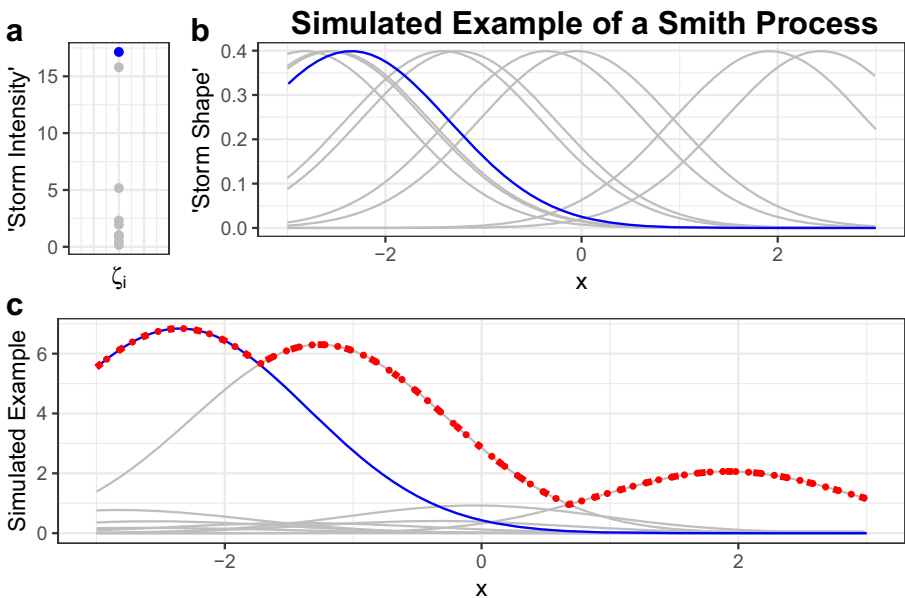 Simulated Example of a Smith Process
a
'Storm Intensity'
15
10
5
0
ζi
b
'Storm Shape'
0.4
0.3
0.2
0.1
0.0
−2
0
2
x
c
Simulated Example
6
4
2
0
−2
0
2
x